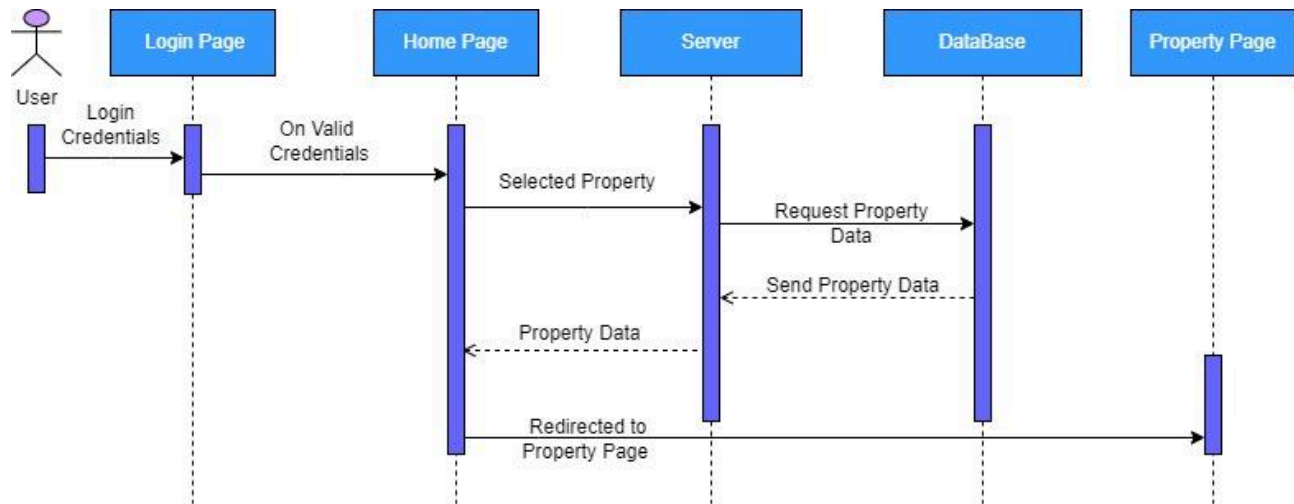 Login Page
Home Page
Server
DataBase
Property Page
User
Login
Credentials
On Valid
Credentials
Selected Property
Request Property
Data
Send Property Data
Property Data
Redirected to
Property Page